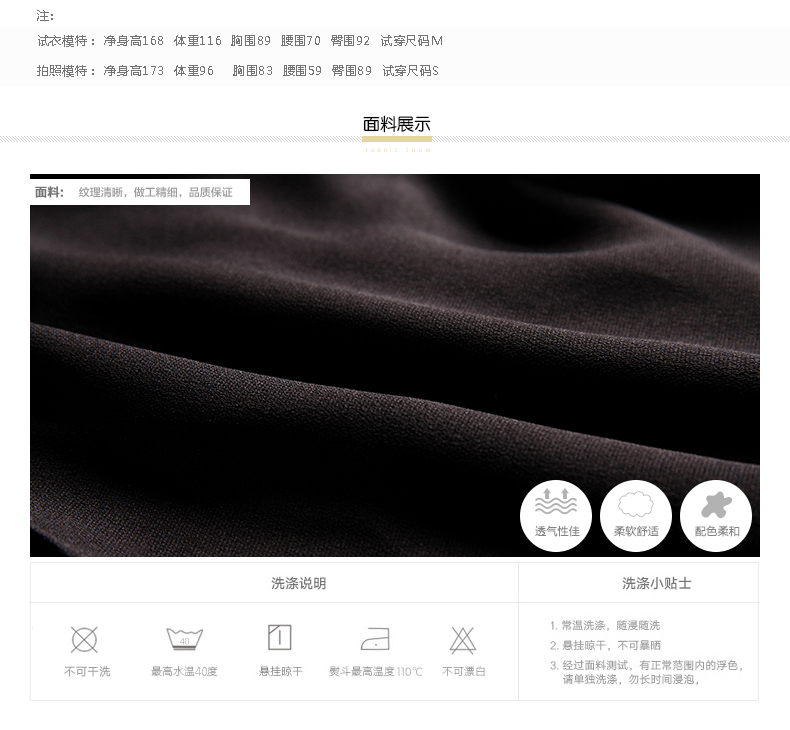 注：
试衣模特：净身高168 体重116 胸围89 腰围70 臀围92 试穿尺码M
拍照模特：净身高173 体重96 胸围83 腰围59 臀围89 试穿尺码S
面料展示
FABRIC SHOW
面料： 纹理清晰，做工精细，品质保证
透气性佳 柔软舒适 配色柔和
洗涤说明 洗涤小贴士
40
不可干洗 最高水温40度 悬挂晾干 熨斗最高温度110℃ 不可漂白
1. 常温洗涤，随浸随洗
2. 悬挂晾干，不可暴晒
3. 经过面料测试，有正常范围内的浮色，
请单独洗涤，勿长时间浸泡，